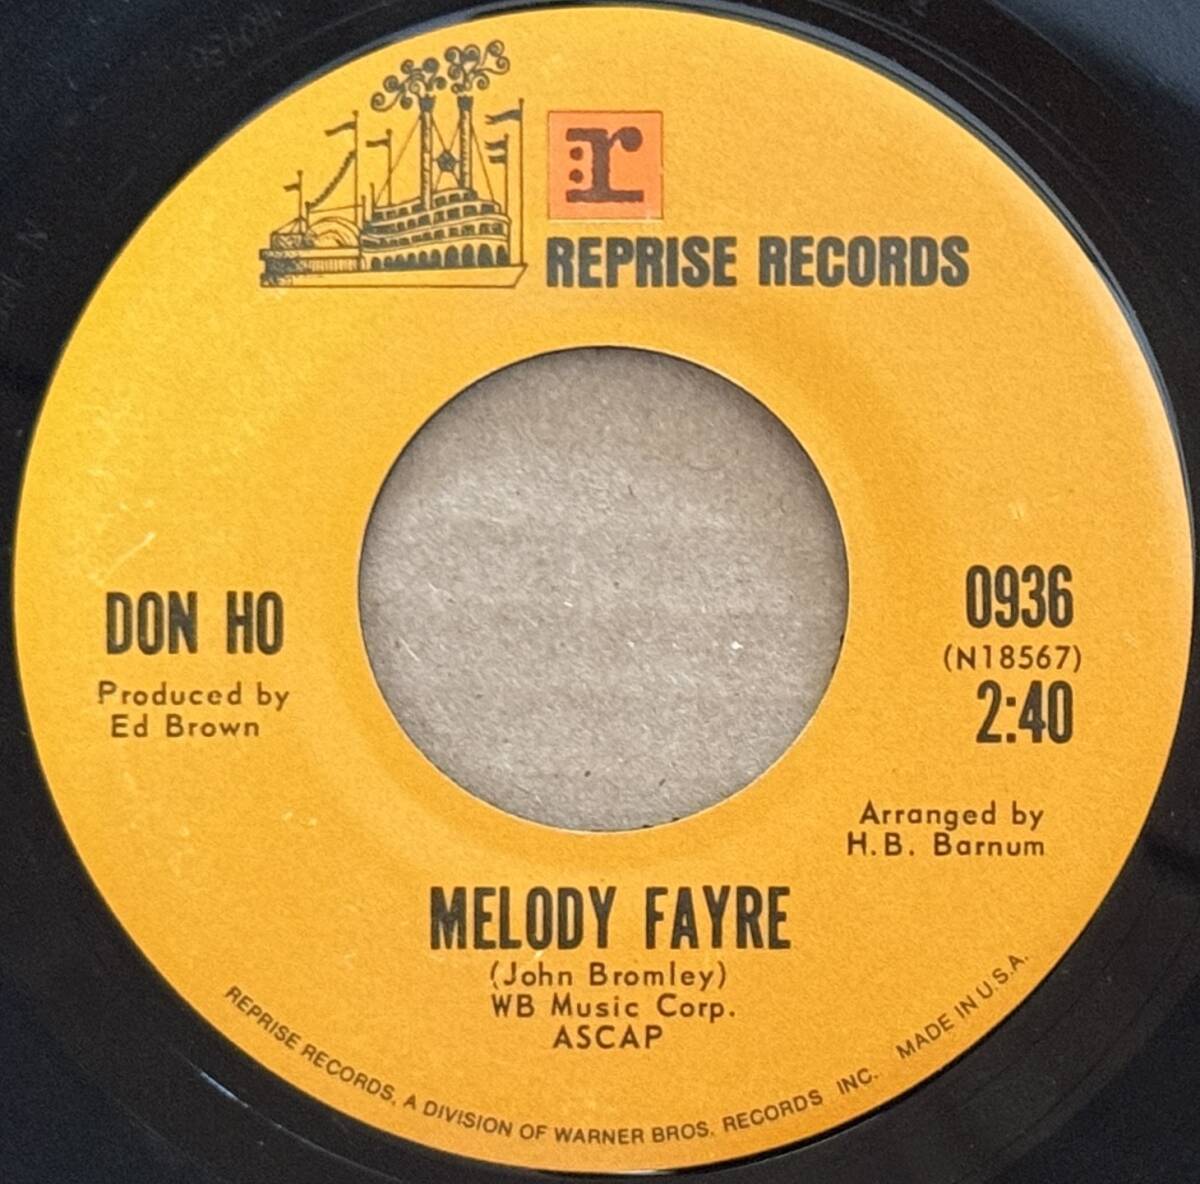 r:
REPRISE RECORDS
DON HO
Produced by
Ed Brown
0936
(N18567)
2:40
Arranged by
H.B. Barnum
MELODY FAYRE
(John Bromley)
WB Music Corp.
ASCAP
REPRISE RECORDS, A DIVISION OF WARNER BROS. RECORDS INC. MADE IN U.S.A.